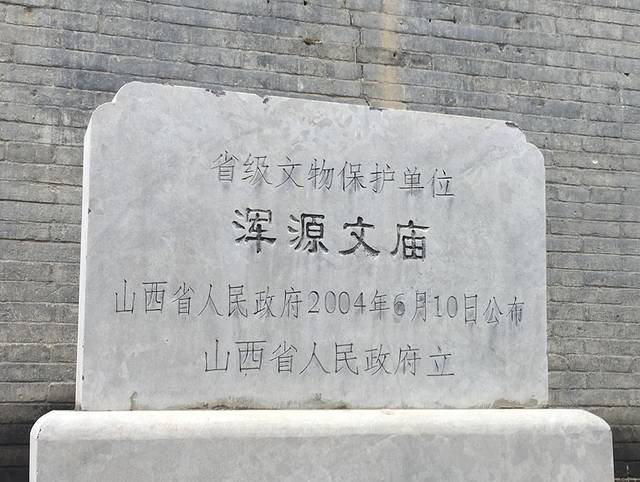 省级文物保护单位
浑源文庙
山西省人民政府2004年6月10日公布
山西省人民政府立